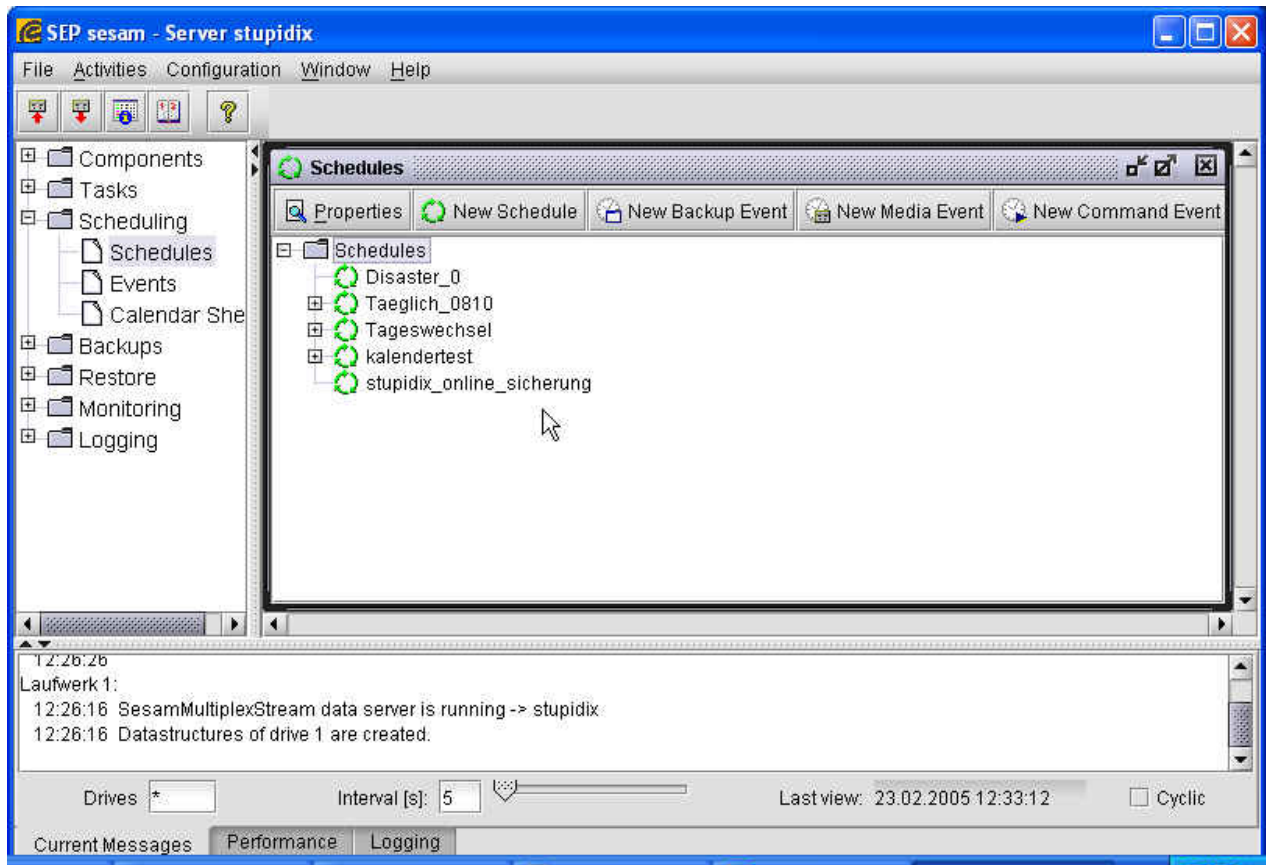 SEP sesam - Server stupidix
File Activities Configuration Window Help
Components
Tasks
Scheduling
Schedules
Events
Calendar She
Backups
Restore
Monitoring
Logging
Schedules
Properties New Schedule New Backup Event New Media Event New Command Event
Schedules
Disaster_0
Taeglich_0810
Tageswechsel
kalendertest
stupidix_online_sicherung
12:26:26
Laufwerk 1:
12:26:16 SesamMultiplexStream data server is running -> stupidix
12:26:16 Datastructures of drive 1 are created.
Drives * Interval [s]: 5 Last view: 23.02.2005 12:33:12 Cyclic
Current Messages Performance Logging